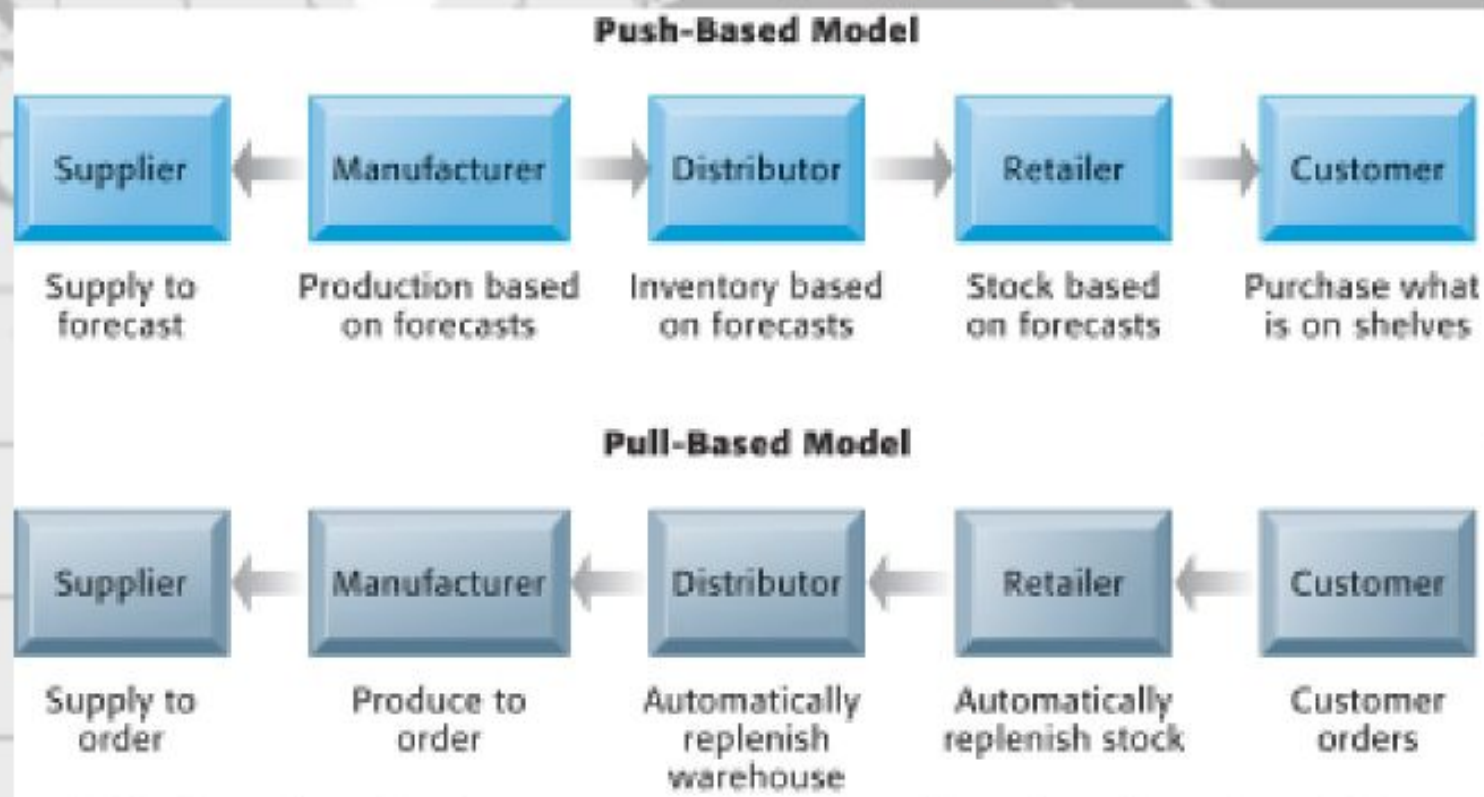 Push-Based Model
Supplier Manufacturer Distributor Retailer Customer
Supply to Production based Inventory based Stock based Purchase what
forecast on forecasts on forecasts on forecasts is on shelves
Pull-Based Model
Supplier Manufacturer Distributor Retailer Customer
Supply to Produce to Automatically Automatically Customer
order order replenish replenish stock orders
warehouse